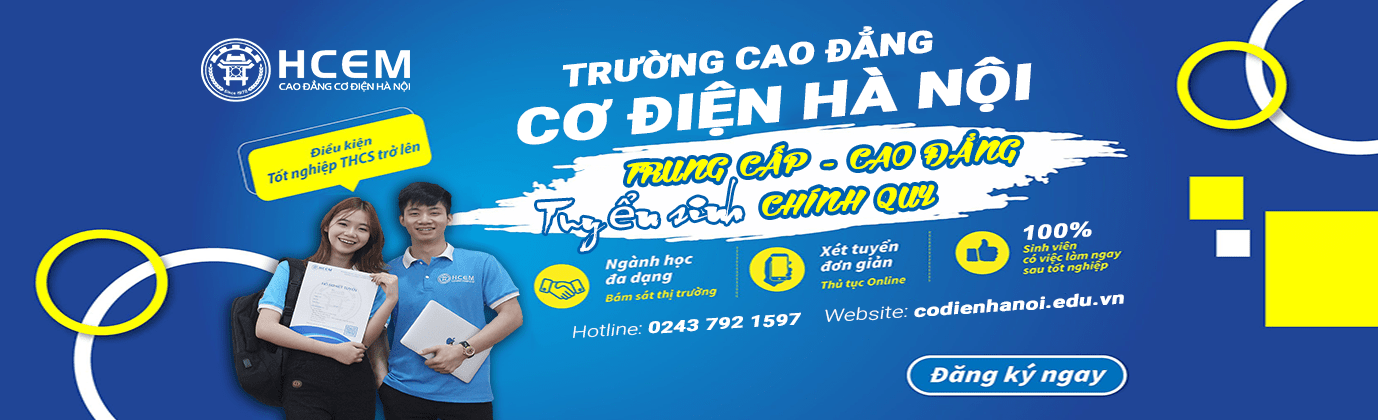 HCEM
CAO ĐẲNG CƠ ĐIỆN HÀ NỘI
Since 1972
TRƯỜNG CAO ĐẲNG
CƠ ĐIỆN HÀ NỘI
TRUNG CẤP - CAO ĐẲNG
Tuyển sinh CHÍNH QUY
Điều kiện
Tốt nghiệp THCS trở lên
Ngành học
đa dạng
Bám sát thị trường
Xét tuyển
đơn giản
Thủ tục Online
100%
Sinh viên
có việc làm ngay
sau tốt nghiệp
Hotline: 0243 792 1597
Website: codienhanoi.edu.vn
Đăng ký ngay
HCEM
HCEM